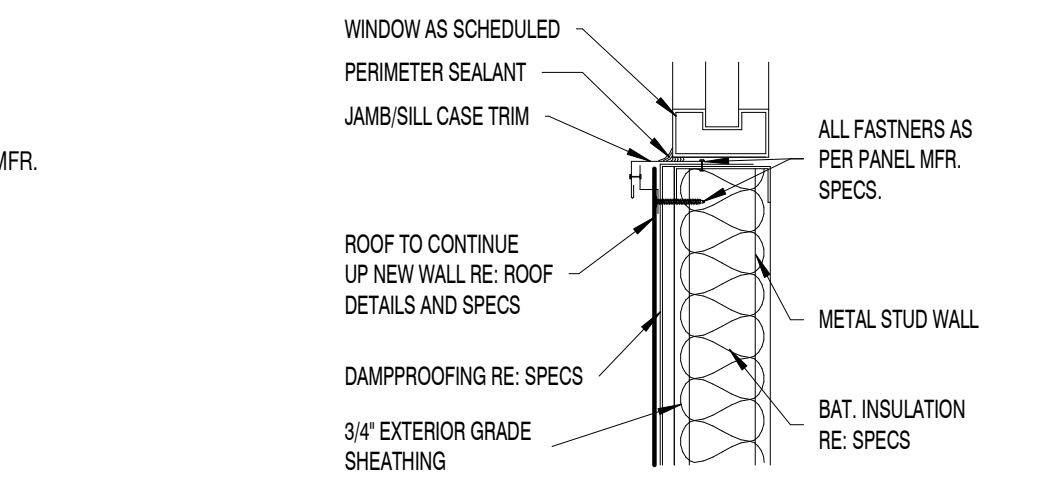 MFR.
WINDOW AS SCHEDULED
PERIMETER SEALANT
JAMB/SILL CASE TRIM
ROOF TO CONTINUE
UP NEW WALL RE: ROOF
DETAILS AND SPECS
DAMPPROOFING RE: SPECS
3/4" EXTERIOR GRADE
SHEATHING
ALL FASTNERS AS
PER PANEL MFR.
SPECS.
METAL STUD WALL
BAT. INSULATION
RE: SPECS